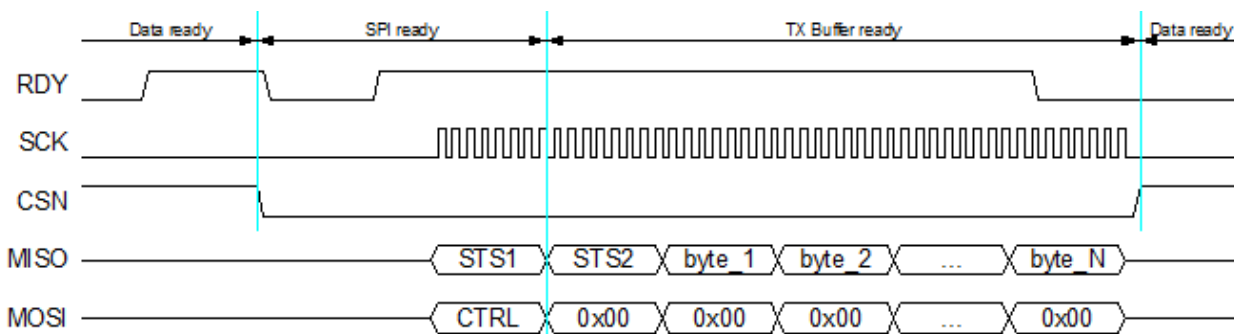 Data ready SPI ready TX Buffer ready Data ready
RDY
SCK
CSN
MISO STS1 STS2 byte_1 byte_2 ... byte_N
MOSI CTRL 0x00 0x00 0x00 ... 0x00